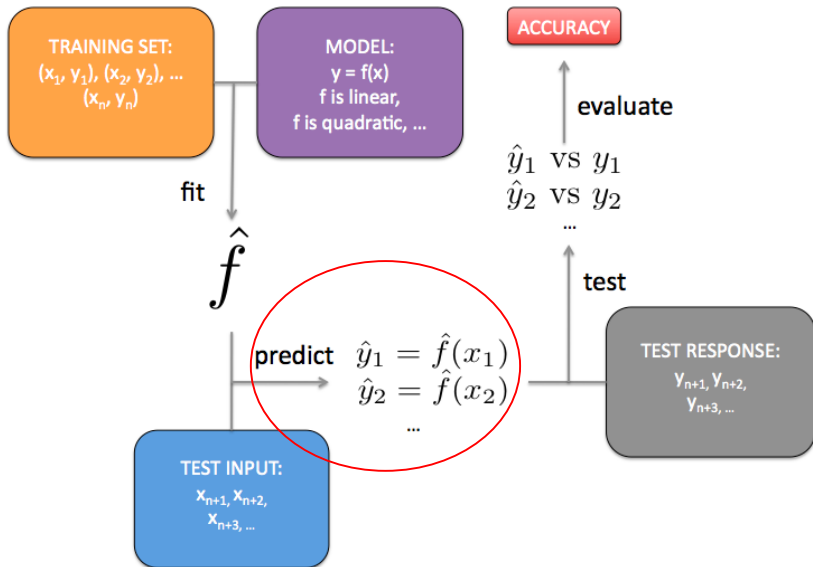 TRAINING SET:
(x₁, y₁), (x₂, y₂), ...
(xₙ, yₙ)
MODEL:
y = f(x)
f is linear,
f is quadratic, ...
ACCURACY
evaluate
ŷ₁ vs y₁
ŷ₂ vs y₂
...
fit
f̂
test
predict
ŷ₁ = f̂(x₁)
ŷ₂ = f̂(x₂)
...
TEST RESPONSE:
yₙ₊₁, yₙ₊₂,
yₙ₊₃, ...
TEST INPUT:
xₙ₊₁, xₙ₊₂,
xₙ₊₃, ...